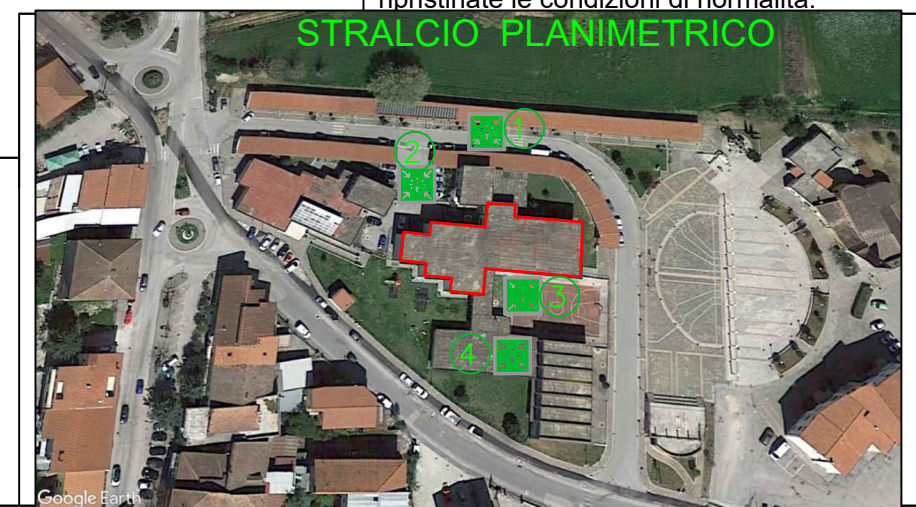 ripristinate le condizioni di normalità.
STRALCIO PLANIMETRICO
1
2
3
4
Google Earth